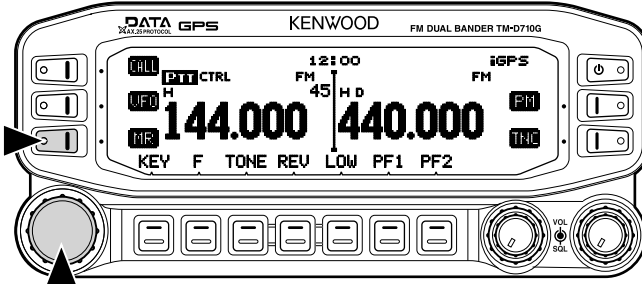 DATA GPS KENWOOD FM DUAL BANDER TM-D710G
AX.25 PROTOCOL
CALL 12:00 iGPS
PTT CTRL FM FM
VFO H 45 H D PM
MR 144.000 440.000 TNC
KEY F TONE REV LOW PF1 PF2
VOL
SQL